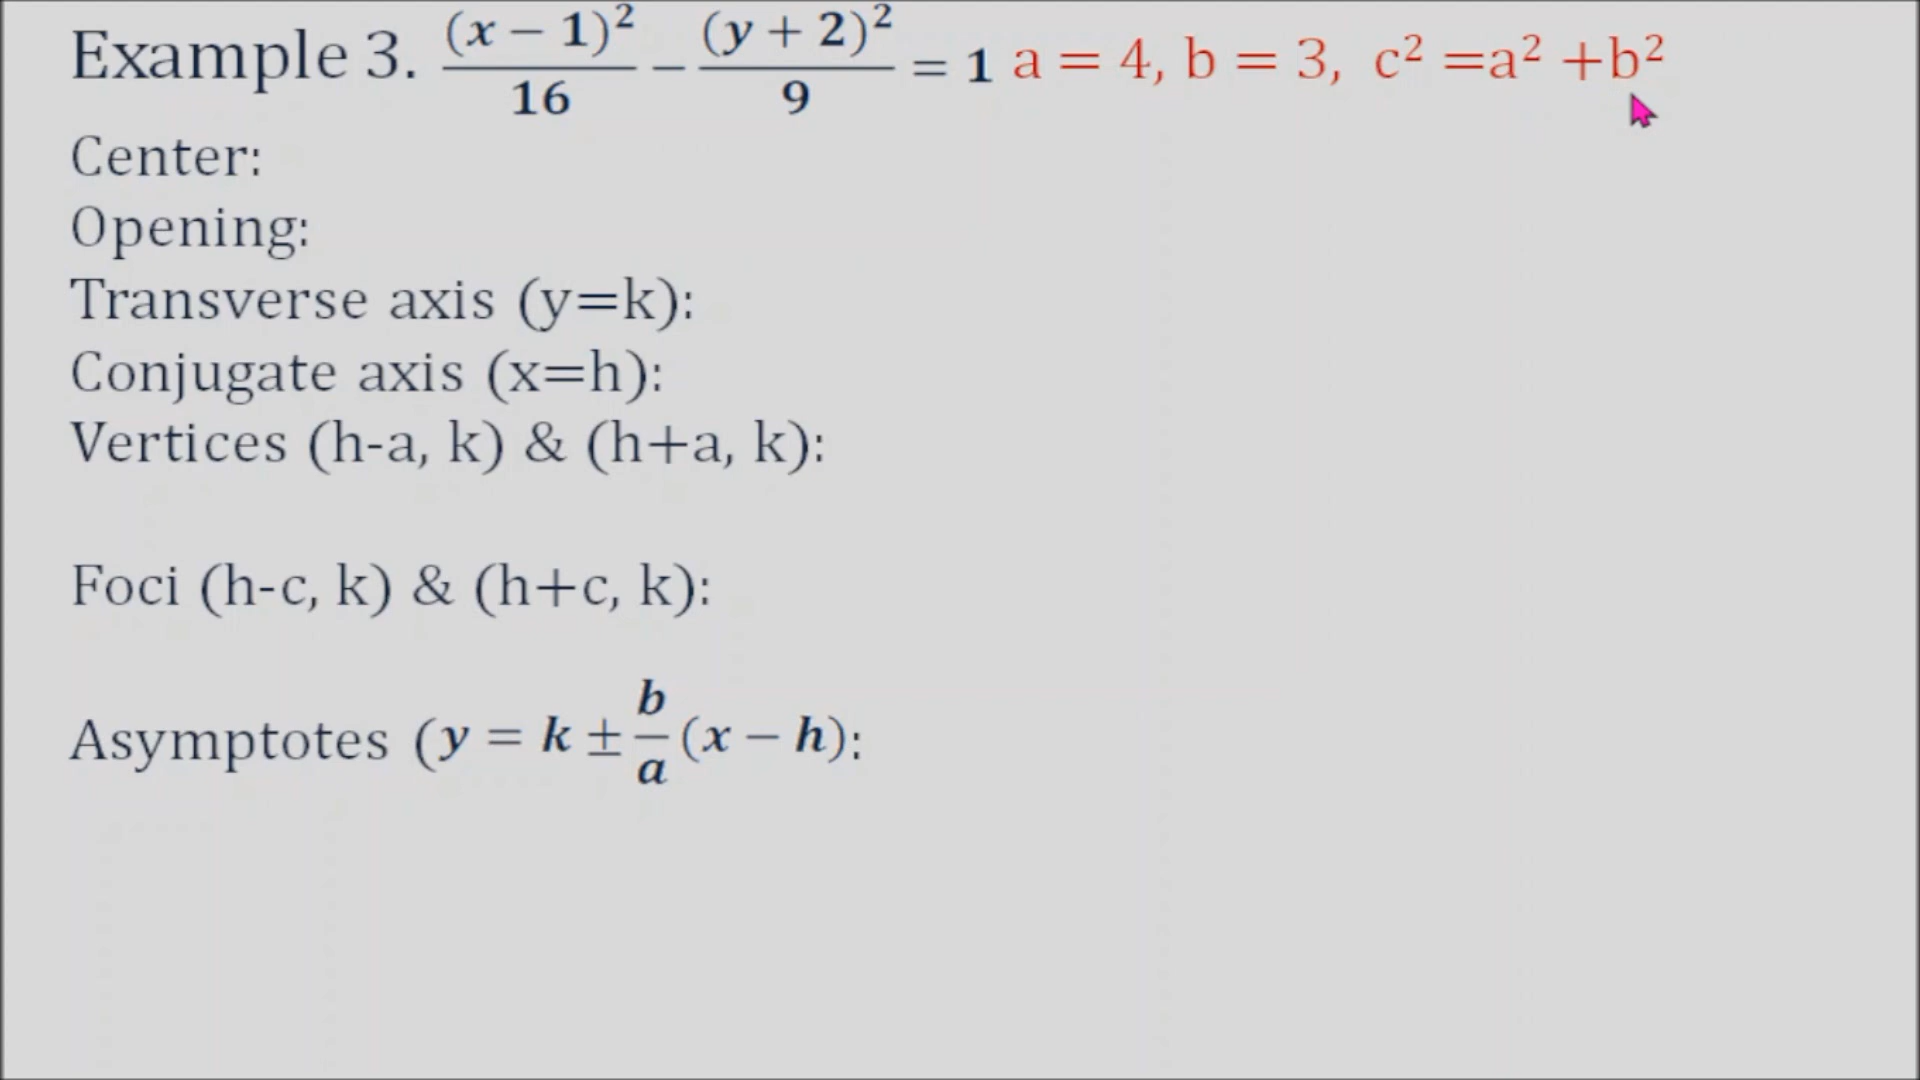 Example 3. (x − 1)²/16 − (y + 2)²/9 = 1 a = 4, b = 3, c² =a² +b²
Center:
Opening:
Transverse axis (y=k):
Conjugate axis (x=h):
Vertices (h-a, k) & (h+a, k):
Foci (h-c, k) & (h+c, k):
Asymptotes (y = k ± b/a (x − h):